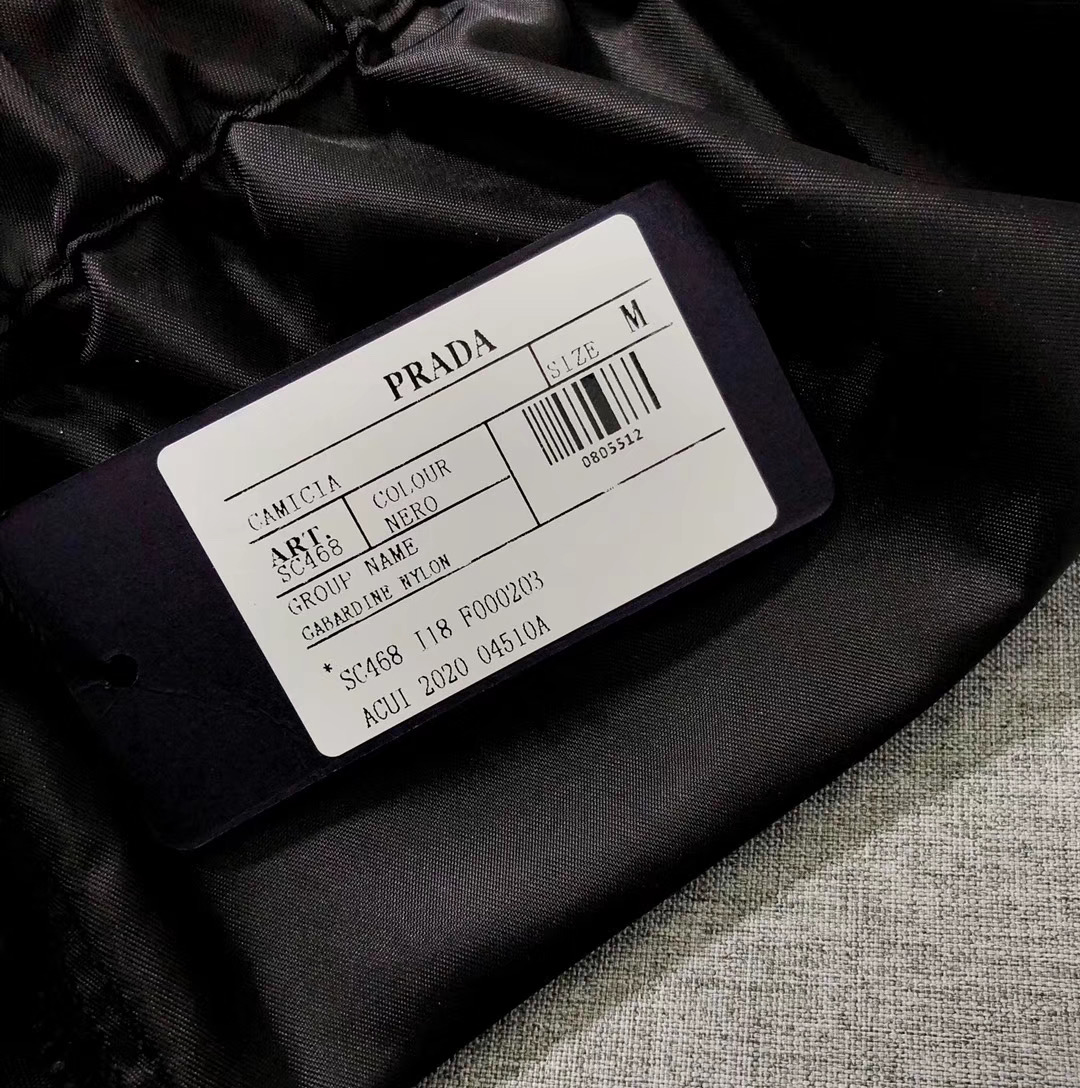 PRADA
SIZE M
CAMICIA
0805512
ART. COLOUR
SC468 NERO
GROUP NAME
GABARDINE NYLON
* SC468 I18 F000203
ACUI 2020 04510A